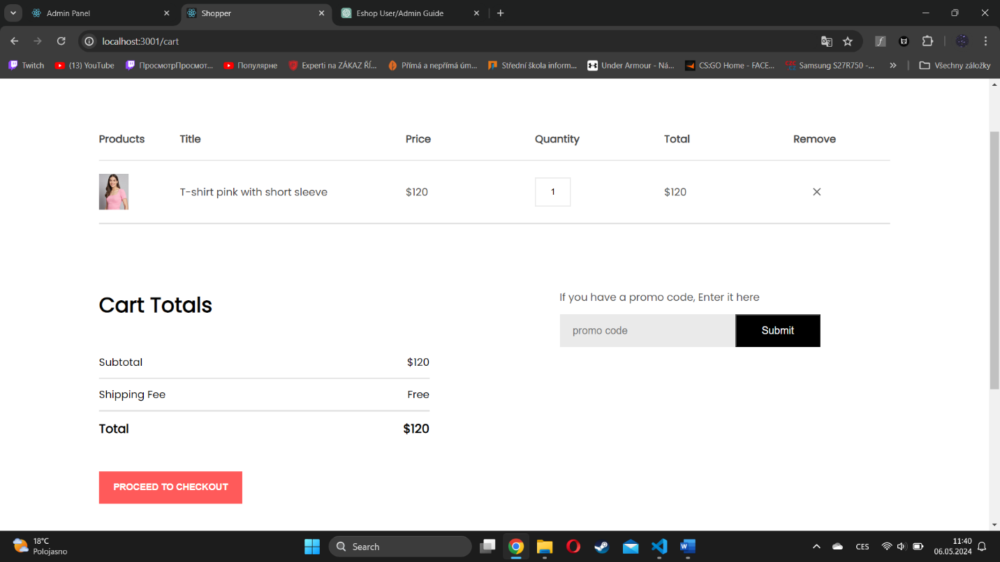 Admin Panel
Shopper
Eshop User/Admin Guide
localhost:3001/cart
Twitch
(13) YouTube
ПросмотрПросмот...
Популярне
Experti na ZÁKAZ ŘÍ...
Přímá a nepřímá úm...
Střední škola inform...
Under Armour - Ná...
CS:GO Home - FACE...
Samsung S27R750 -...
Všechny záložky
Products Title Price Quantity Total Remove
T-shirt pink with short sleeve $120 1 $120
Cart Totals
If you have a promo code, Enter it here
promo code Submit
Subtotal $120
Shipping Fee Free
Total $120
PROCEED TO CHECKOUT
18°C
Polojasno
Search
CES
11:40
06.05.2024